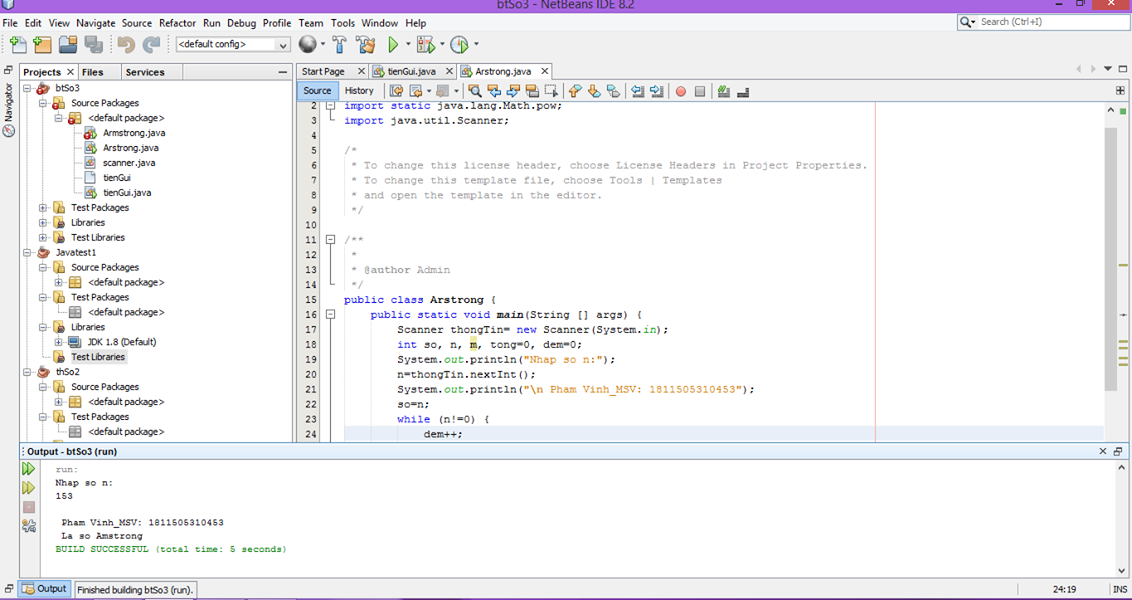 btSo3 - NetBeans IDE 8.2
File Edit View Navigate Source Refactor Run Debug Profile Team Tools Window Help
Search (Ctrl+I)
<default config>
Projects Files Services
Start Page tienGui.java Arstrong.java
Navigator
Source History
btSo3
Source Packages
<default package>
Armstrong.java
Arstrong.java
scanner.java
tienGui
tienGui.java
Test Packages
Libraries
Test Libraries
Javatest1
Source Packages
<default package>
Test Packages
<default package>
Libraries
JDK 1.8 (Default)
Test Libraries
thSo2
Source Packages
<default package>
Test Packages
<default package>
2 import static java.lang.Math.pow;
3 import java.util.Scanner;
4
5 /*
6 * To change this license header, choose License Headers in Project Properties.
7 * To change this template file, choose Tools | Templates
8 * and open the template in the editor.
9 */
10
11 /**
12 *
13 * @author Admin
14 */
15 public class Arstrong {
16 public static void main(String [] args) {
17 Scanner thongTin= new Scanner(System.in);
18 int so, n, m, tong=0, dem=0;
19 System.out.println("Nhap so n:");
20 n=thongTin.nextInt();
21 System.out.println("\n Pham Vinh_MSV: 1811505310453");
22 so=n;
23 while (n!=0) {
24 dem++;
Output - btSo3 (run)
run:
Nhap so n:
153
Pham Vinh_MSV: 1811505310453
La so Amstrong
BUILD SUCCESSFUL (total time: 5 seconds)
Output
Finished building btSo3 (run).
24:19 INS